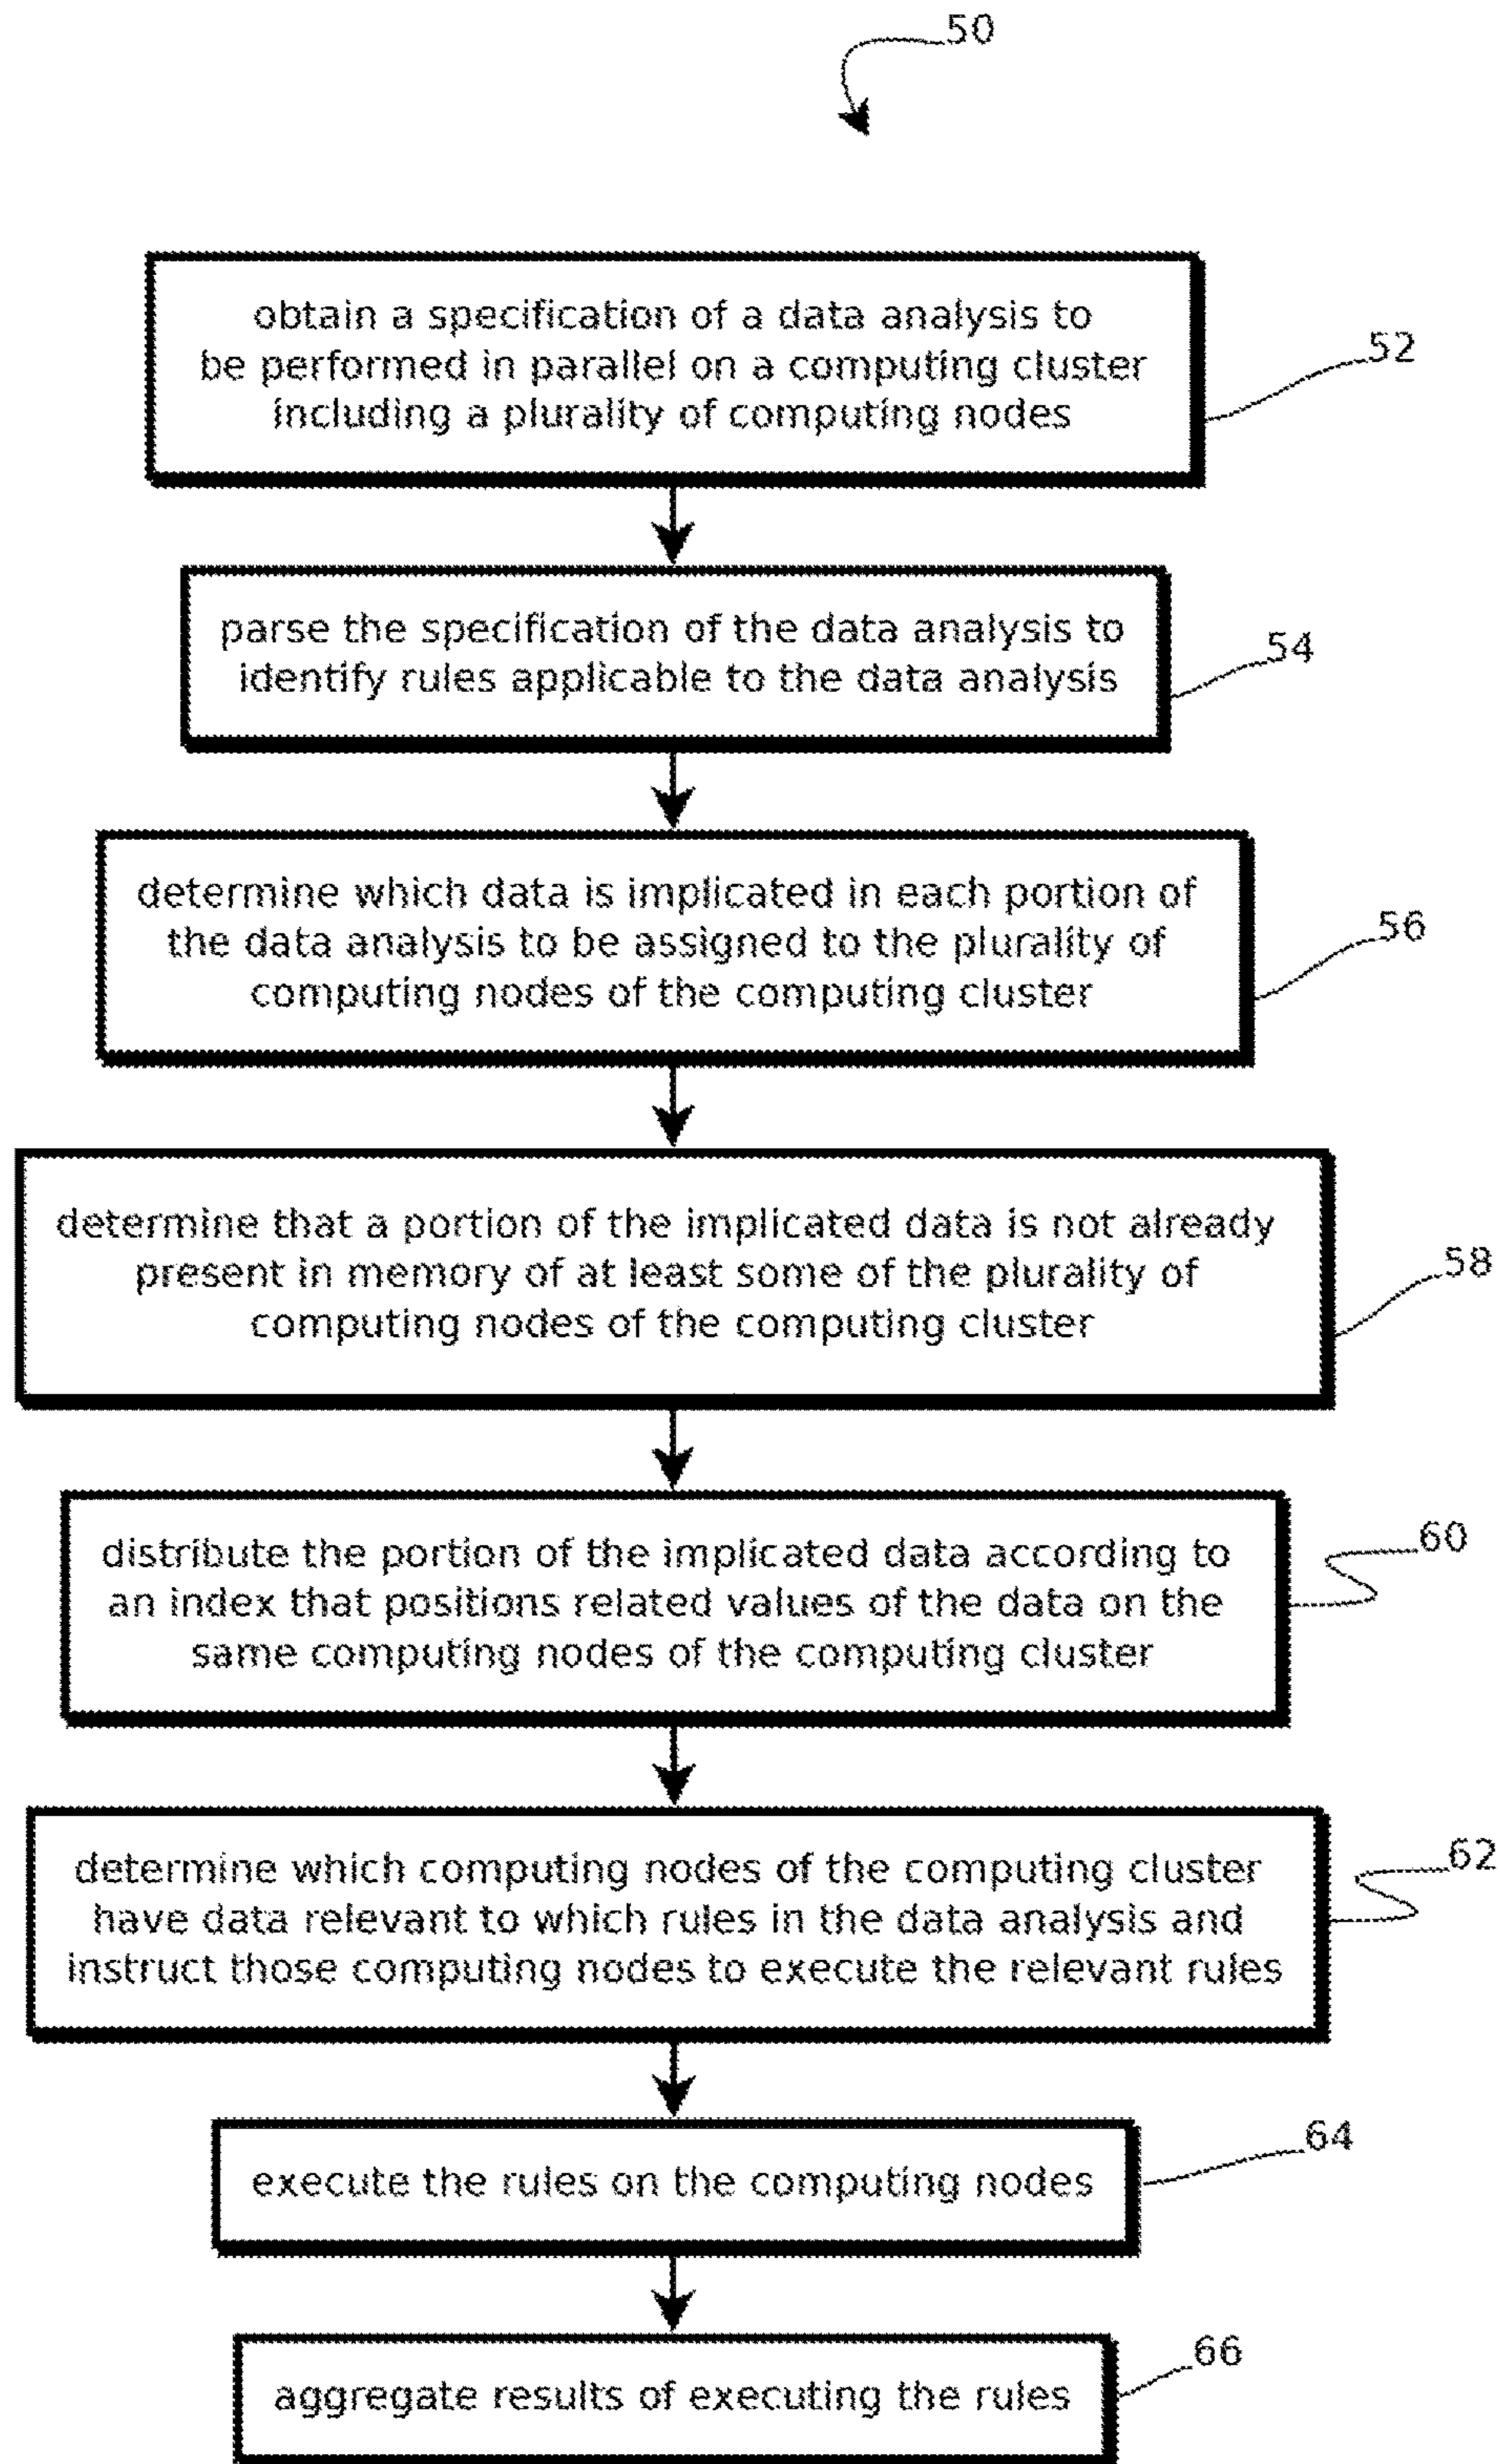 50
obtain a specification of a data analysis to
be performed in parallel on a computing cluster
including a plurality of computing nodes
52
parse the specification of the data analysis to
identify rules applicable to the data analysis
54
determine which data is implicated in each portion of
the data analysis to be assigned to the plurality of
computing nodes of the computing cluster
56
determine that a portion of the implicated data is not already
present in memory of at least some of the plurality of
computing nodes of the computing cluster
58
distribute the portion of the implicated data according to
an index that positions related values of the data on the
same computing nodes of the computing cluster
60
determine which computing nodes of the computing cluster
have data relevant to which rules in the data analysis and
instruct those computing nodes to execute the relevant rules
62
execute the rules on the computing nodes
64
aggregate results of executing the rules
66